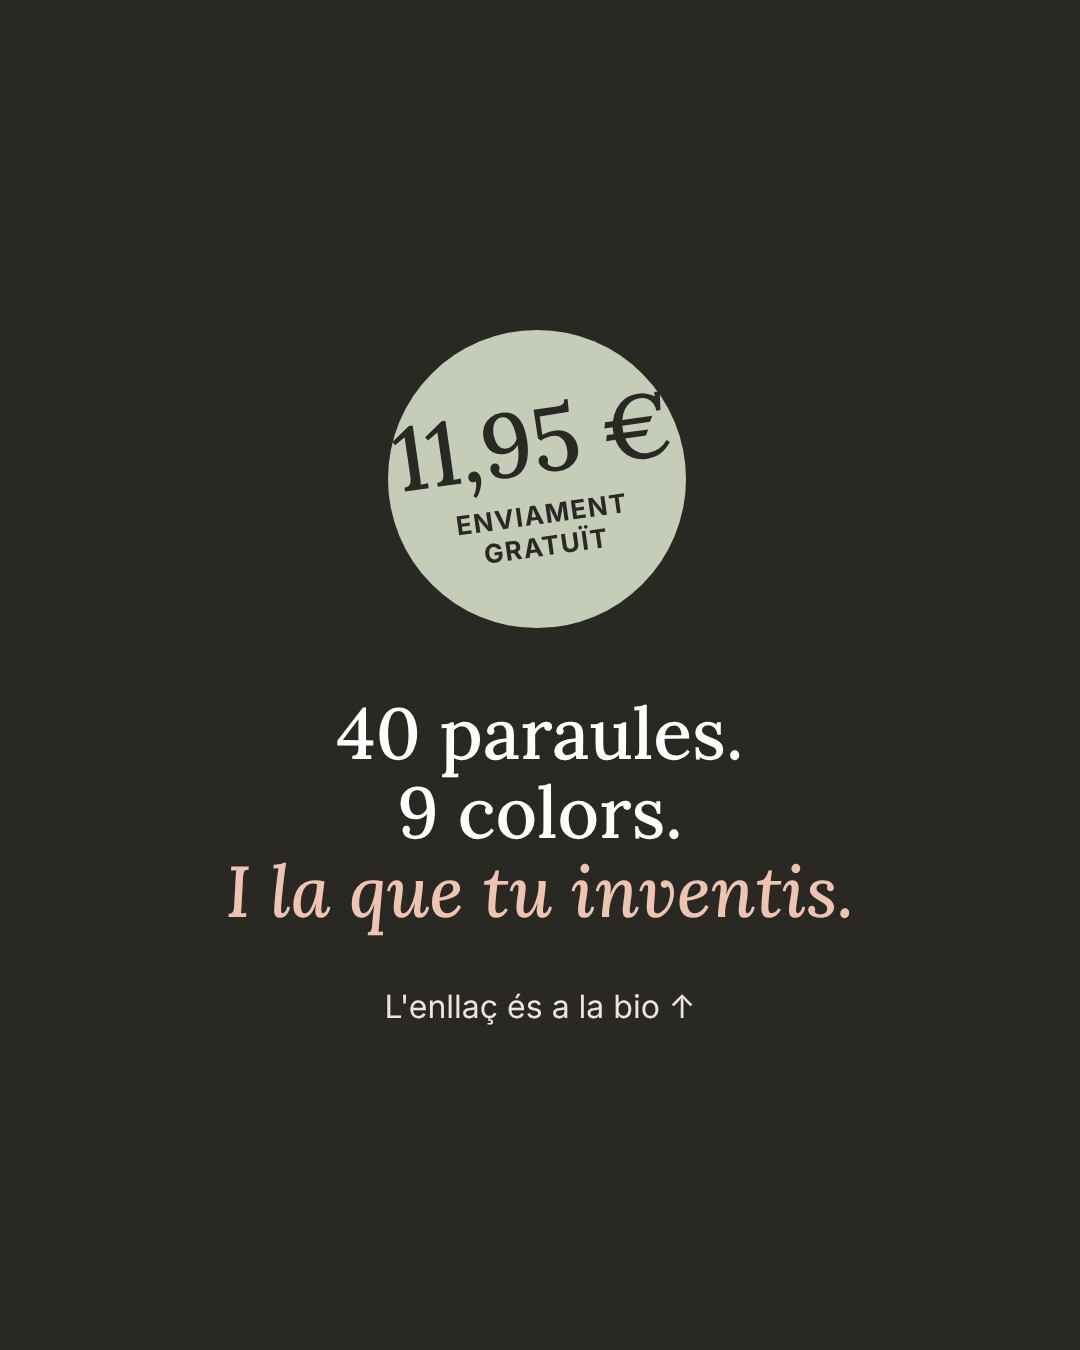 11,95 €
ENVIAMENT
GRATUÏT
40 paraules.
9 colors.
I la que tu inventis.
L'enllaç és a la bio ↑